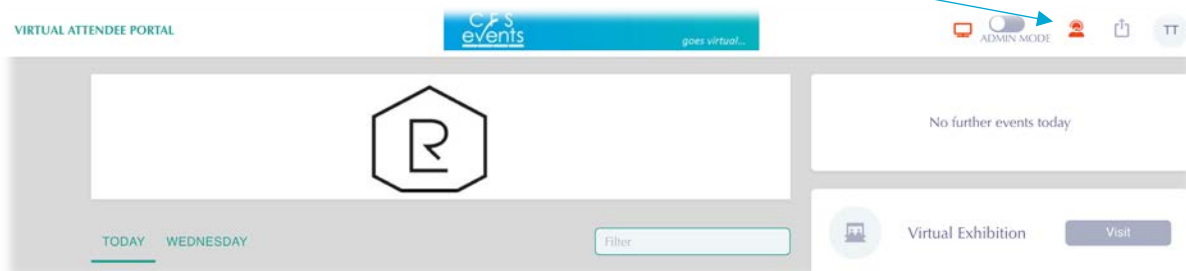 VIRTUAL ATTENDEE PORTAL
CFS
events
goes virtual...
ADMIN MODE
TT
R
No further events today
TODAY WEDNESDAY
Filter
Virtual Exhibition
Visit